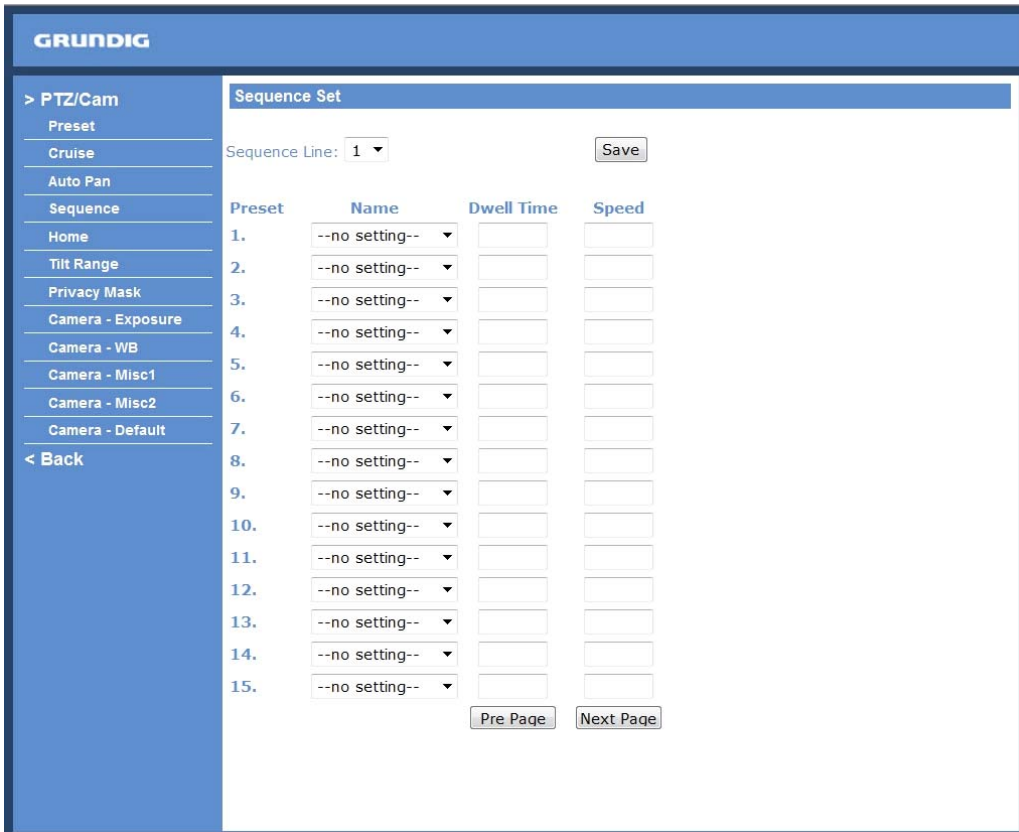 GRUNDIG
> PTZ/Cam
Preset
Cruise
Auto Pan
Sequence
Home
Tilt Range
Privacy Mask
Camera - Exposure
Camera - WB
Camera - Misc1
Camera - Misc2
Camera - Default
< Back
Sequence Set
Sequence Line: 1 Save
Preset Name Dwell Time Speed
1. --no setting--
2. --no setting--
3. --no setting--
4. --no setting--
5. --no setting--
6. --no setting--
7. --no setting--
8. --no setting--
9. --no setting--
10. --no setting--
11. --no setting--
12. --no setting--
13. --no setting--
14. --no setting--
15. --no setting--
Pre Page Next Page